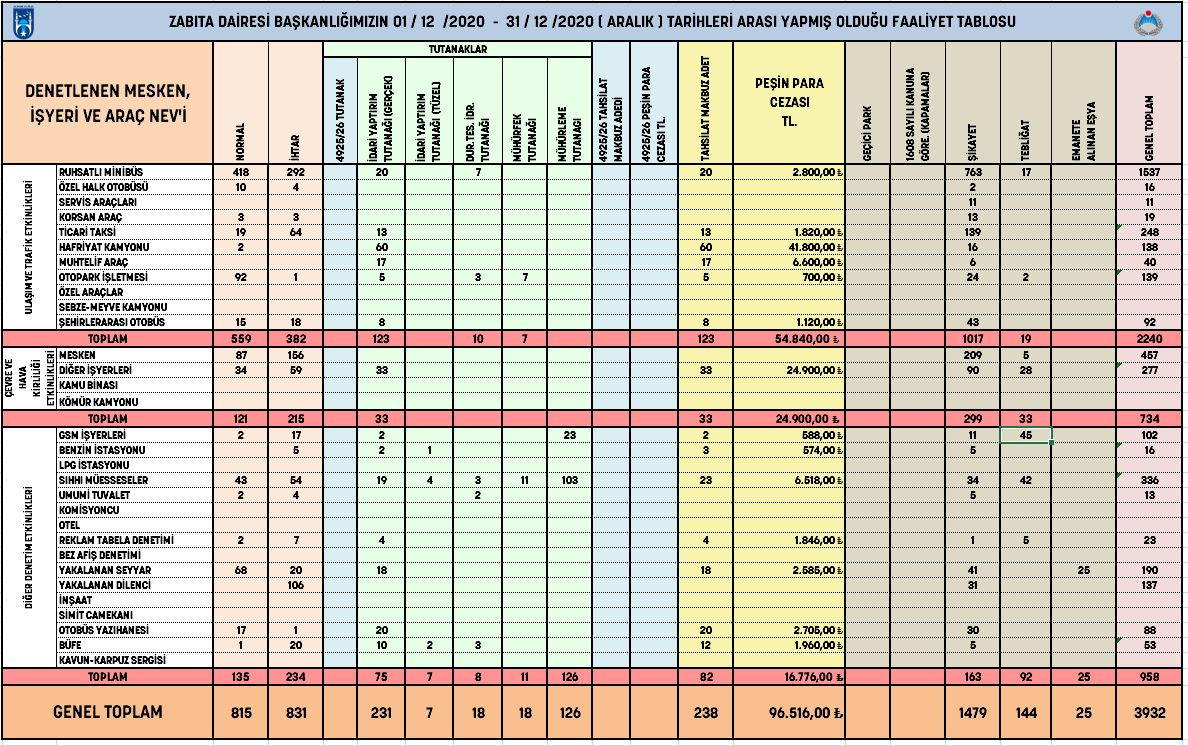 ZABITA DAİRESİ BAŞKANLIĞIMIZIN 01 / 12 /2020 - 31 / 12 /2020 ( ARALIK ) TARİHLERİ ARASI YAPMIŞ OLDUĞU FAALİYET TABLOSU
DENETLENEN MESKEN,
İŞYERİ VE ARAÇ NEV'İ
NORMAL
İHTAR
TUTANAKLAR
4925/26 TUTANAK
İDARİ YAPTIRIM
TUTANAĞI (GERÇEK)
İDARİ YAPTIRIM
TUTANAĞI (TÜZEL)
DUR.TES. İDR.
TUTANAĞI
MÜHÜRFEK
TUTANAĞI
MÜHÜRLEME
TUTANAGI
4925/26 TAHSİLAT
MAKBUZ ADEDİ
4925/26 PEŞİN PARA
CEZASI TL.
TAHSİLAT MAKBUZ ADET
PEŞİN PARA
CEZASI
TL.
GEÇİCİ PARK
1608 SAYILI KANUNA
GÖRE (KAPAMALAR)
ŞİKAYET
TEBLİGAT
EMANETE
ALINAN EŞYA
GENEL TOPLAM
ULAŞIM VE TRAFİK ETKİNLİKLERİ
RUHSATLI MİNİBÜS 418 292 20 7 20 2.800,00 ₺ 763 17 1537
ÖZEL HALK OTOBÜSÜ 10 4 2 16
SERVİS ARAÇLARI 11 11
KORSAN ARAÇ 3 3 13 19
TİCARİ TAKSİ 19 64 13 13 1.820,00 ₺ 139 248
HAFRİYAT KAMYONU 2 60 60 41.800,00 ₺ 16 138
MUHTELİF ARAÇ 17 17 6.600,00 ₺ 6 40
OTOPARK İŞLETMESİ 92 1 5 3 7 5 700,00 ₺ 24 2 139
ÖZEL ARAÇLAR
SEBZE-MEYVE KAMYONU
ŞEHİRLERARASI OTOBÜS 15 18 8 8 1.120,00 ₺ 43 92
TOPLAM 559 382 123 10 7 123 54.840,00 ₺ 1017 19 2240
ÇEVRE VE
HAVA
KİRLİLİĞİ
ETKİNLİKLERİ
MESKEN 87 156 209 5 457
DİĞER İŞYERLERİ 34 59 33 33 24.900,00 ₺ 90 28 277
KAMU BİNASI
KÖMÜR KAMYONU
TOPLAM 121 215 33 33 24.900,00 ₺ 299 33 734
DİĞER DENETİM ETKİNLİKLERİ
GSM İŞYERLERİ 2 17 2 23 2 588,00 ₺ 11 45 102
BENZİN İSTASYONU 5 2 1 3 574,00 ₺ 5 16
LPG İSTASYONU
SIHHI MÜESSESELER 43 54 19 4 3 11 103 23 6.518,00 ₺ 34 42 336
UMUMİ TUVALET 2 4 2 5 13
KOMİSYONCU
OTEL
REKLAM TABELA DENETİMİ 2 7 4 4 1.846,00 ₺ 1 5 23
BEZ AFİŞ DENETİMİ
YAKALANAN SEYYAR 68 20 18 18 2.585,00 ₺ 41 25 190
YAKALANAN DİLENCİ 106 31 137
İNŞAAT
SİMİT CAMEKANI
OTOBÜS YAZIHANESİ 17 1 20 20 2.705,00 ₺ 30 88
BÜFE 1 20 10 2 3 12 1.960,00 ₺ 5 53
KAVUN-KARPUZ SERGİSİ
TOPLAM 135 234 75 7 8 11 126 82 16.776,00 ₺ 163 92 25 958
GENEL TOPLAM 815 831 231 7 18 18 126 238 96.516,00 ₺ 1479 144 25 3932